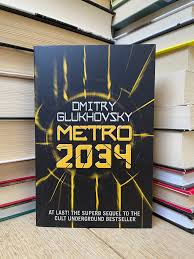 DMITRY
GLUKHOVSKY
METRO
2034
AT LAST! THE SUPERB SEQUEL TO THE
CULT UNDERGROUND BESTSELLER